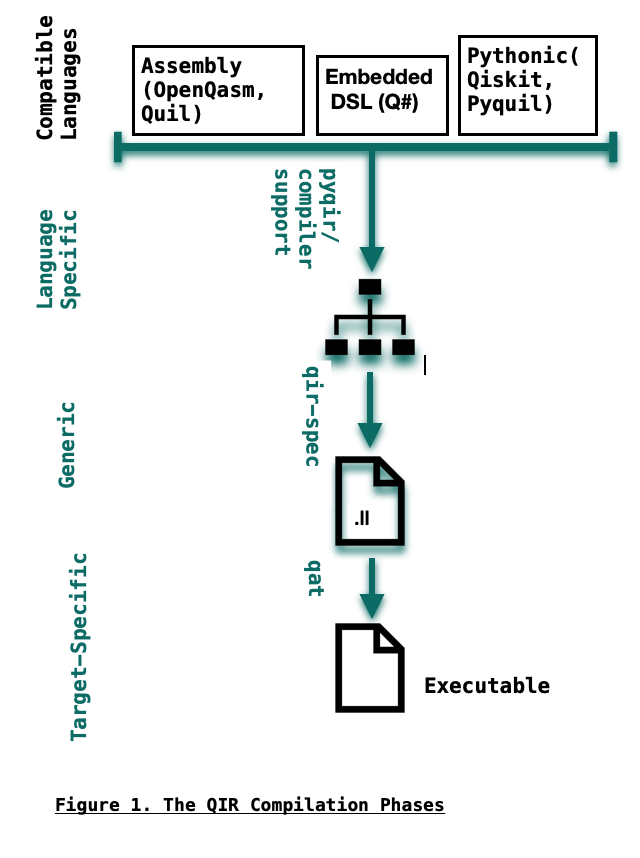 Compatible
Languages
Assembly
(OpenQasm,
Quil)
Embedded
DSL (Q#)
Pythonic(
Qiskit,
Pyquil)
pyqir/
compiler
support
Language
Specific
qir-spec
Generic
.ll
qat
Target-Specific
Executable
Figure 1. The QIR Compilation Phases